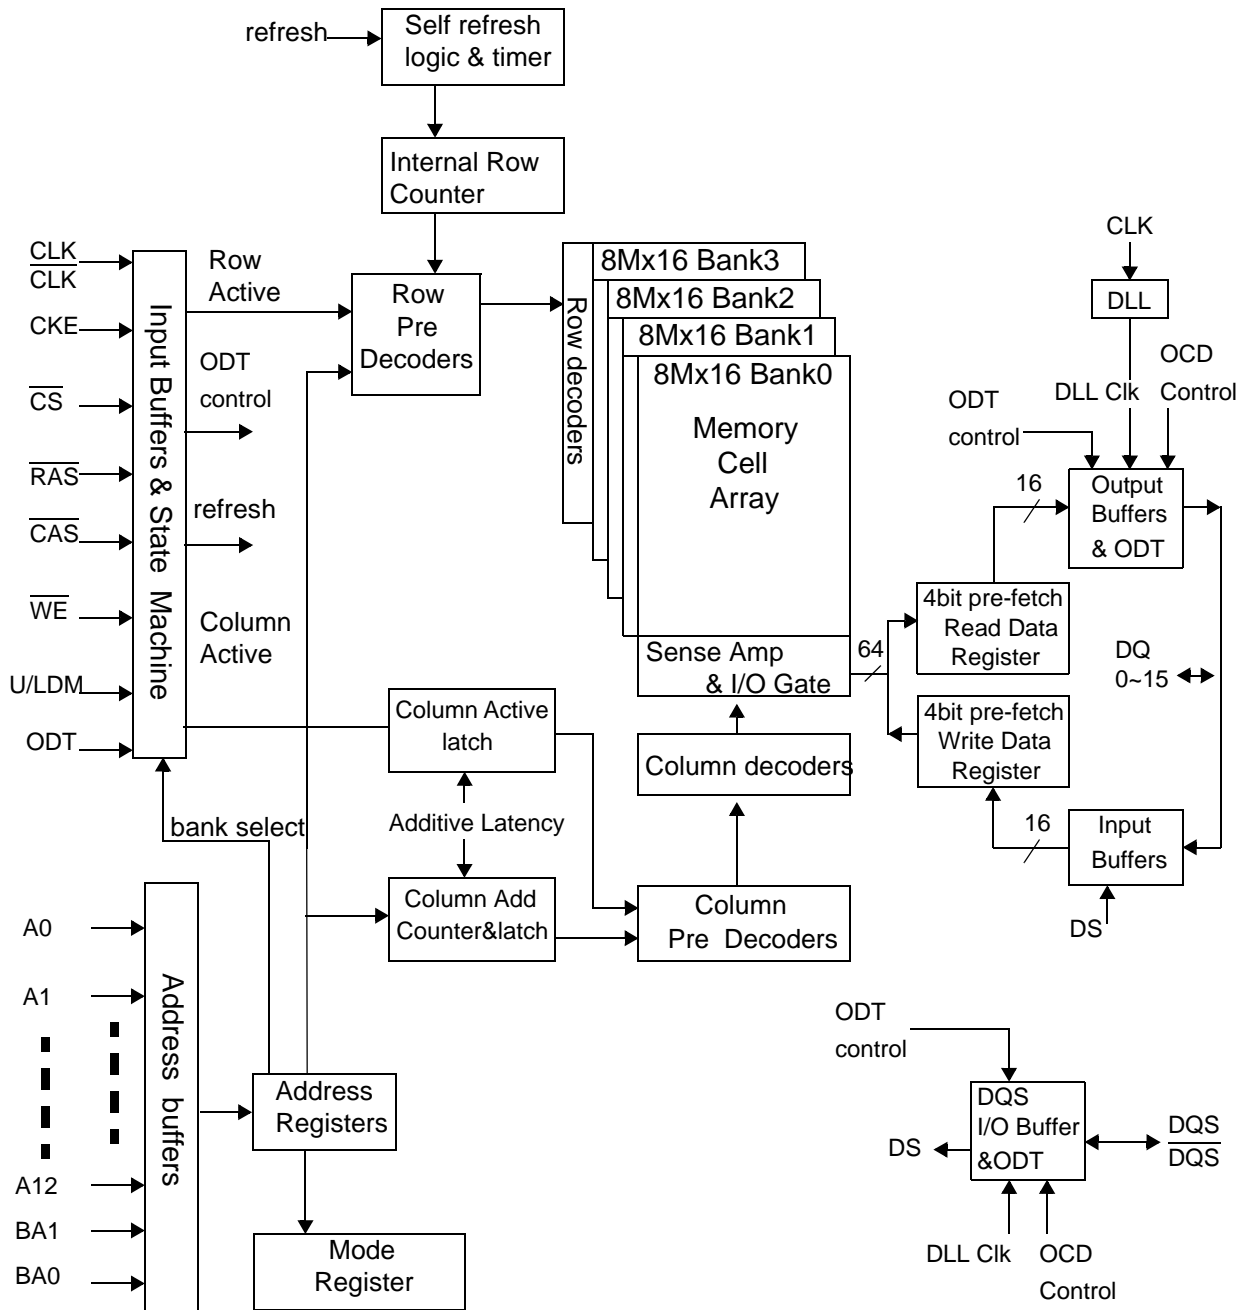 refresh
Self refresh
logic & timer
Internal Row
Counter
CLK
CLK
CKE
CS
RAS
CAS
WE
U/LDM
ODT
Input Buffers & State Machine
Row
Active
ODT
control
refresh
Column
Active
bank select
Row
Pre
Decoders
Row decoders
8Mx16 Bank3
8Mx16 Bank2
8Mx16 Bank1
8Mx16 Bank0
Memory
Cell
Array
Sense Amp
& I/O Gate
64
Column Active
latch
Additive Latency
Column Add
Counter&latch
Column decoders
Column
Pre Decoders
CLK
DLL
DLL Clk
OCD
Control
ODT
control
16
Output
Buffers
& ODT
4bit pre-fetch
Read Data
Register
DQ
0~15
4bit pre-fetch
Write Data
Register
16
Input
Buffers
DS
A0
A1
A12
BA1
BA0
Address buffers
Address
Registers
Mode
Register
ODT
control
DQS
I/O Buffer
&ODT
DS
DQS
DQS
DLL Clk
OCD
Control